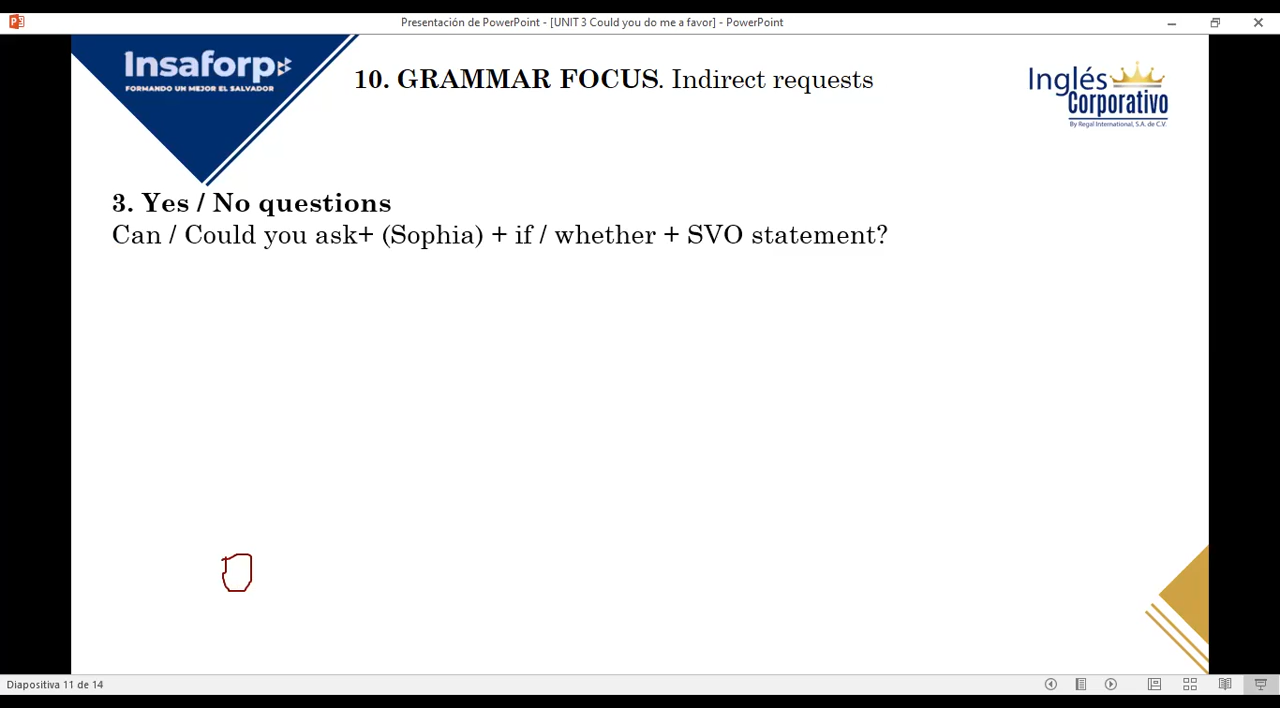 Presentación de PowerPoint - [UNIT 3 Could you do me a favor] - PowerPoint
Insaforp
FORMANDO UN MEJOR EL SALVADOR
10. GRAMMAR FOCUS. Indirect requests
Inglés
Corporativo
By Regal International, S.A. de C.V.
3. Yes / No questions
Can / Could you ask+ (Sophia) + if / whether + SVO statement?
Diapositiva 11 de 14